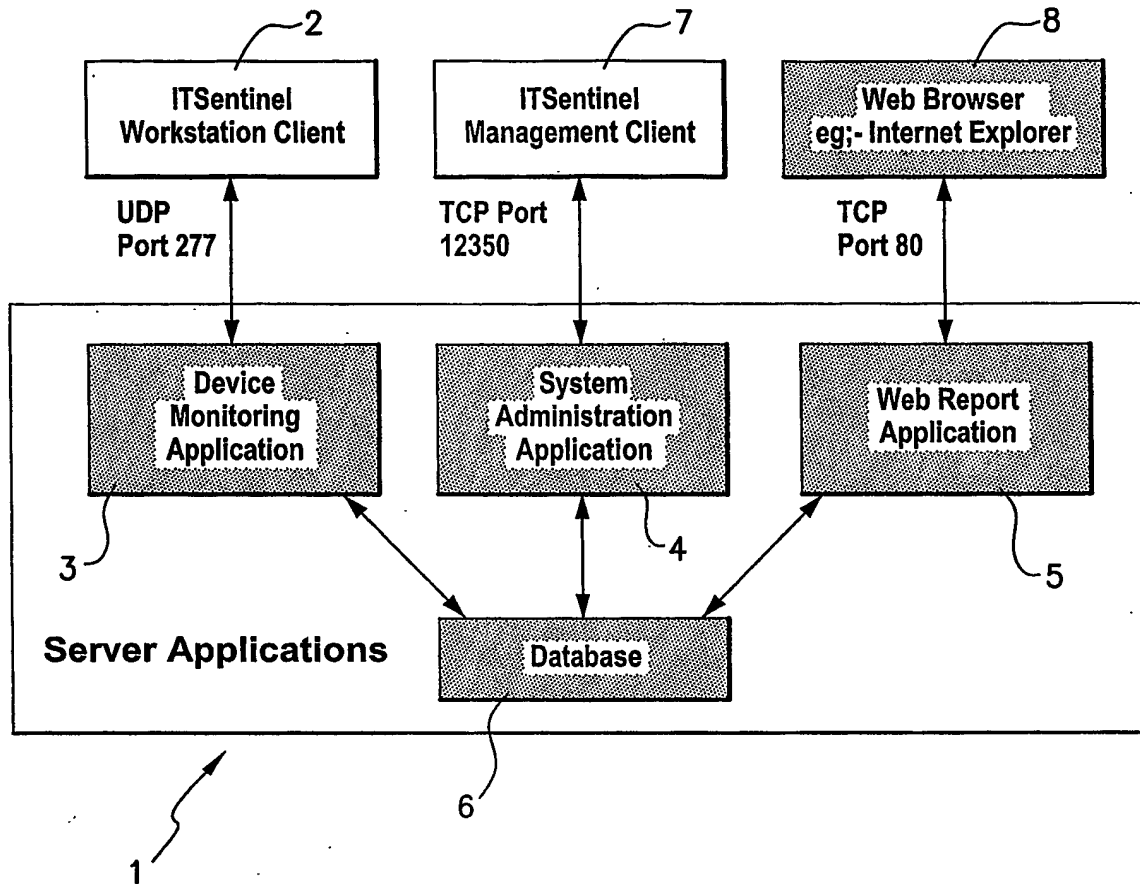 2
7
8
ITSentinel
Workstation Client
ITSentinel
Management Client
Web Browser
eg;- Internet Explorer
UDP
Port 277
TCP Port
12350
TCP
Port 80
Device
Monitoring
Application
System
Administration
Application
Web Report
Application
3
4
5
Server Applications
Database
6
1